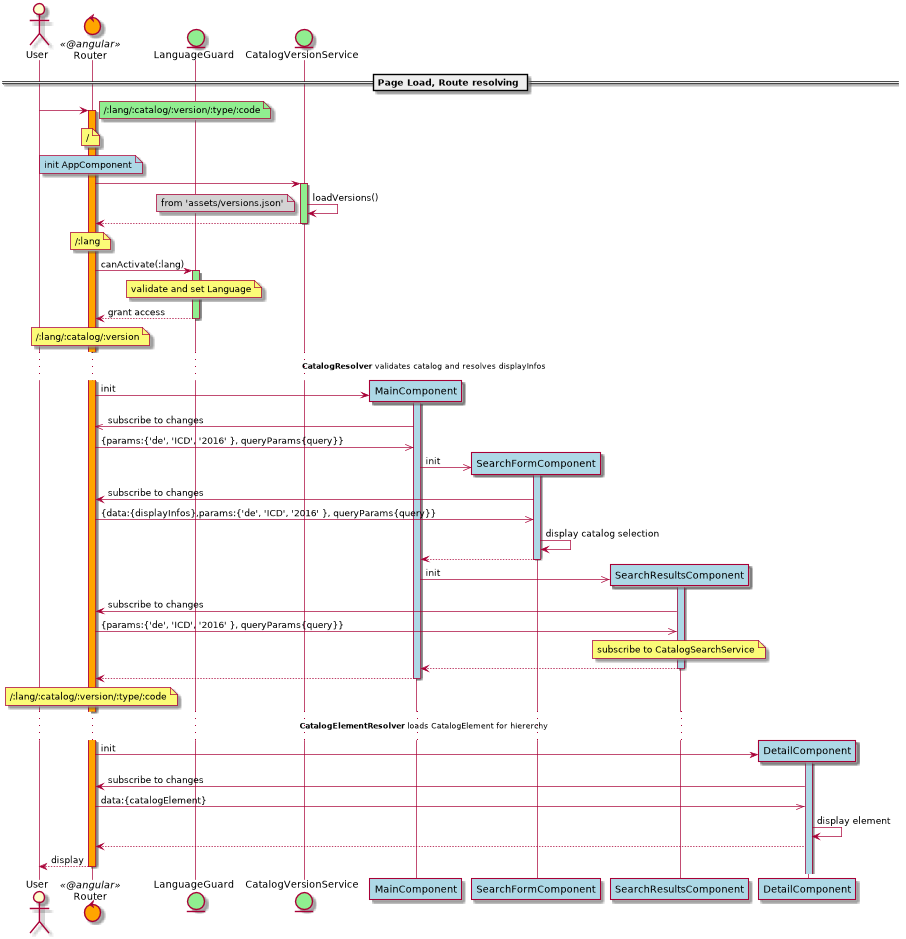 User
«@angular»
Router
LanguageGuard
CatalogVersionService
Page Load, Route resolving
/:lang/:catalog/:version/:type/:code
/
init AppComponent
loadVersions()
from 'assets/versions.json'
/:lang
canActivate(:lang)
validate and set Language
grant access
/:lang/:catalog/:version
CatalogResolver validates catalog and resolves displayInfos
init
MainComponent
subscribe to changes
{params:{'de', 'ICD', '2016' }, queryParams{query}}
init
SearchFormComponent
subscribe to changes
{data:{displayInfos},params:{'de', 'ICD', '2016' }, queryParams{query}}
display catalog selection
init
SearchResultsComponent
subscribe to changes
{params:{'de', 'ICD', '2016' }, queryParams{query}}
subscribe to CatalogSearchService
/:lang/:catalog/:version/:type/:code
CatalogElementResolver loads CatalogElement for hiererchy
init
DetailComponent
subscribe to changes
data:{catalogElement}
display element
display
User
«@angular»
Router
LanguageGuard
CatalogVersionService
MainComponent
SearchFormComponent
SearchResultsComponent
DetailComponent